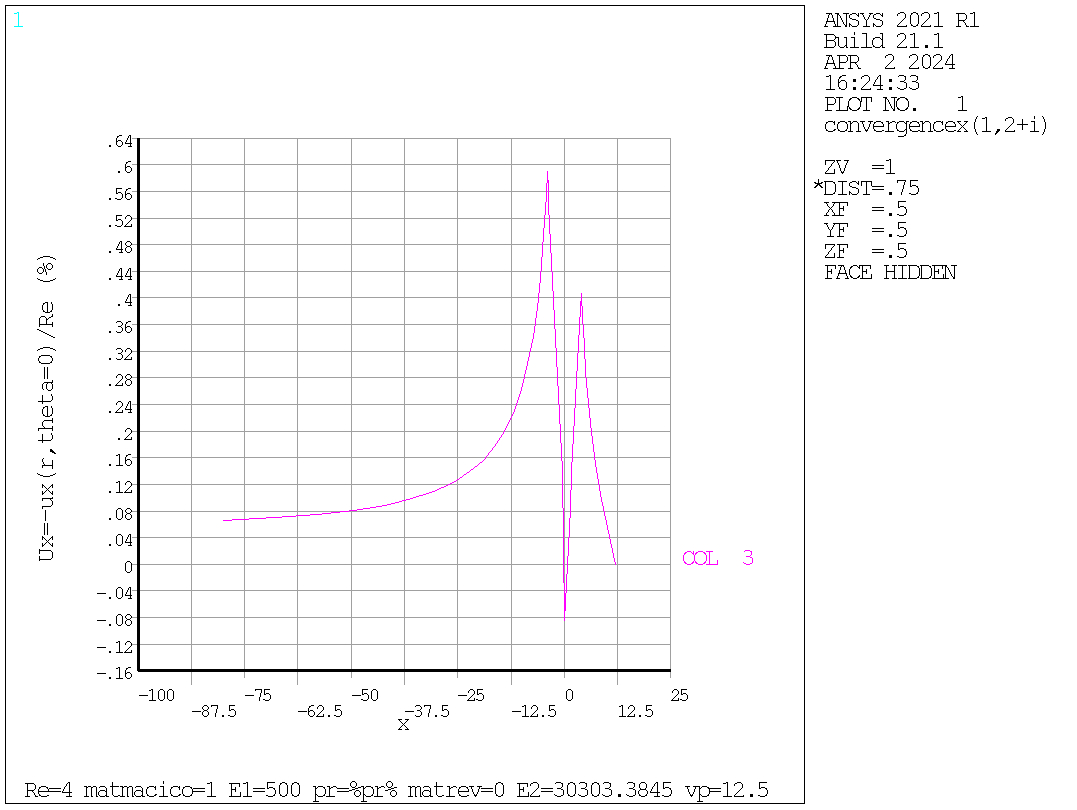 1
ANSYS 2021 R1
Build 21.1
APR  2 2024
16:24:33
PLOT NO.   1
convergencex(1,2+i)
ZV  =1
*DIST=.75
XF  =.5
YF  =.5
ZF  =.5
FACE HIDDEN
Ux=-ux(r,theta=0)/Re (%)
.64
.6
.56
.52
.48
.44
.4
.36
.32
.28
.24
.2
.16
.12
.08
.04
0
-.04
-.08
-.12
-.16
COL  3
-100 -75 -50 -25 0 25
-87.5 -62.5 -37.5 -12.5 12.5
X
Re=4 matmacico=1 E1=500 pr=%pr% matrev=0 E2=30303.3845 vp=12.5